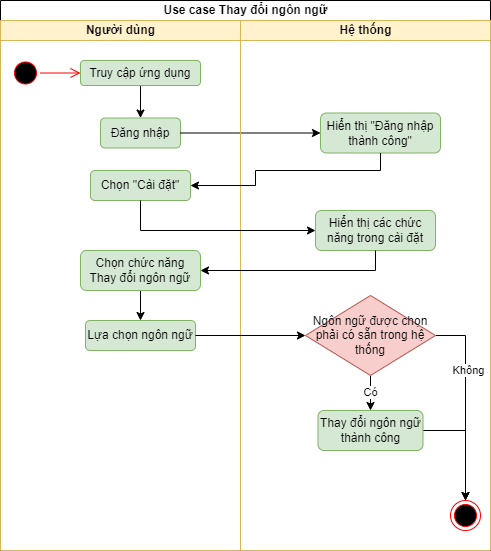 Use case Thay đổi ngôn ngữ
Người dùng
Hệ thống
Truy cập ứng dụng
Đăng nhập
Hiển thị "Đăng nhập
thành công"
Chọn "Cài đặt"
Hiển thị các chức
năng trong cài đặt
Chọn chức năng
Thay đổi ngôn ngữ
Lựa chọn ngôn ngữ
Ngôn ngữ được chọn
phải có sẵn trong hệ
thống
Không
Có
Thay đổi ngôn ngữ
thành công